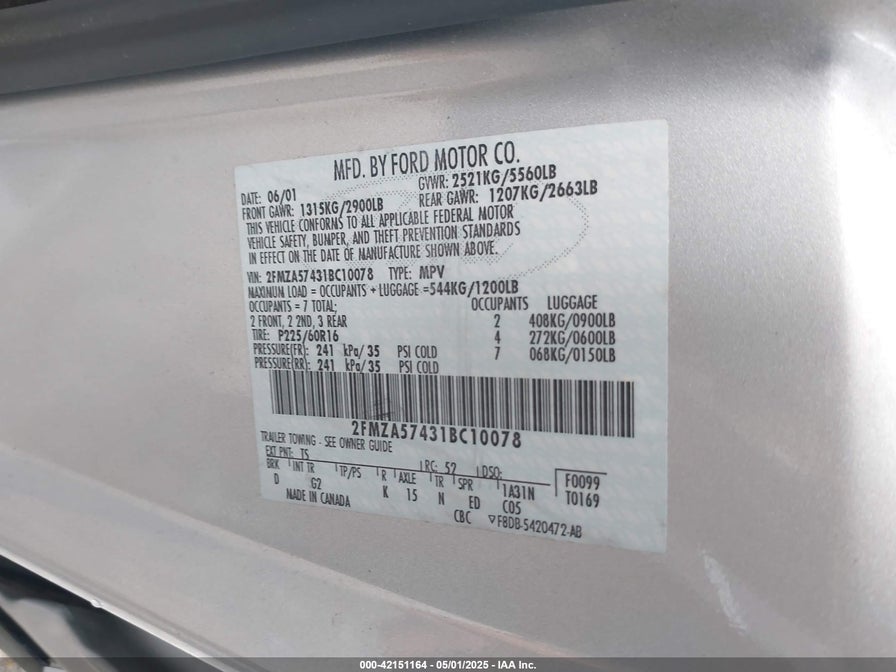 MFD. BY FORD MOTOR CO.
DATE: 06/01 GVWR: 2521KG/5560LB
FRONT GAWR: 1315KG/2900LB REAR GAWR: 1207KG/2663LB
THIS VEHICLE CONFORMS TO ALL APPLICABLE FEDERAL MOTOR
VEHICLE SAFETY, BUMPER, AND THEFT PREVENTION STANDARDS
IN EFFECT ON THE DATE OF MANUFACTURE SHOWN ABOVE.
VIN: 2FMZA57431BC10078 TYPE: MPV
MAXIMUM LOAD = OCCUPANTS + LUGGAGE =544KG/1200LB
OCCUPANTS = 7 TOTAL; OCCUPANTS LUGGAGE
2 FRONT, 2 2ND, 3 REAR 2 408KG/0900LB
TIRE: P225/60R16 4 272KG/0600LB
PRESSURE(FR): 241 kPa/35 PSI COLD 7 068KG/0150LB
PRESSURE(RR): 241 kPa/35 PSI COLD
2FMZA57431BC10078
TRAILER TOWING - SEE OWNER GUIDE
EXT PNT: TS RC: 52 DSO: F0099
BRK INT TR TP/PS R AXLE TR SPR 1A31N T0169
D G2 K 15 N ED C05
MADE IN CANADA CBC ▽F8DB-5420472-AB
000-42151164 - 05/01/2025 - IAA Inc.